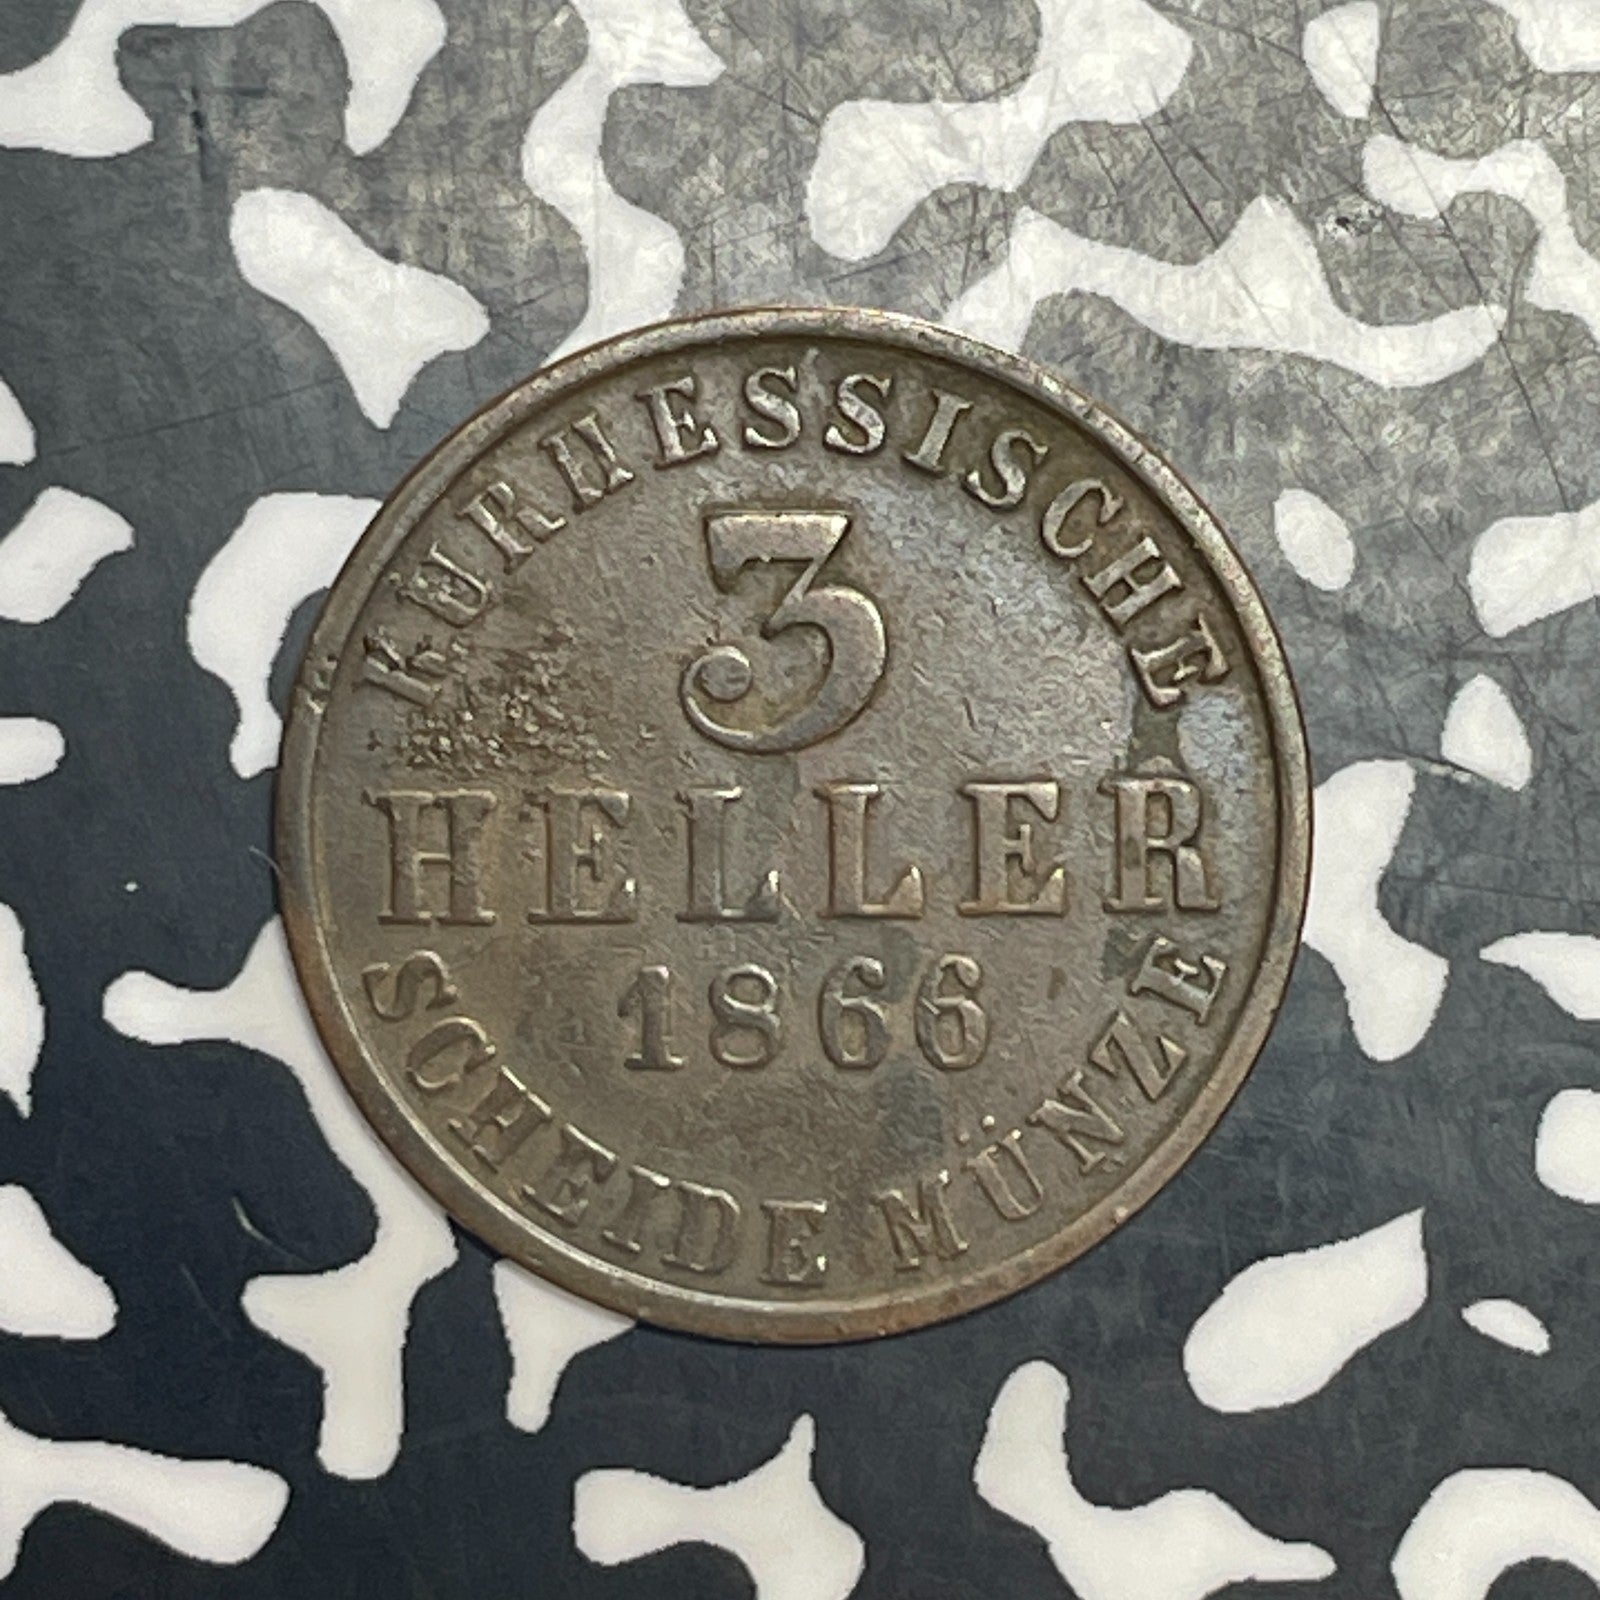 KURHESSISCHE
3
HELLER
1866
SCHEIDE MÜNZE